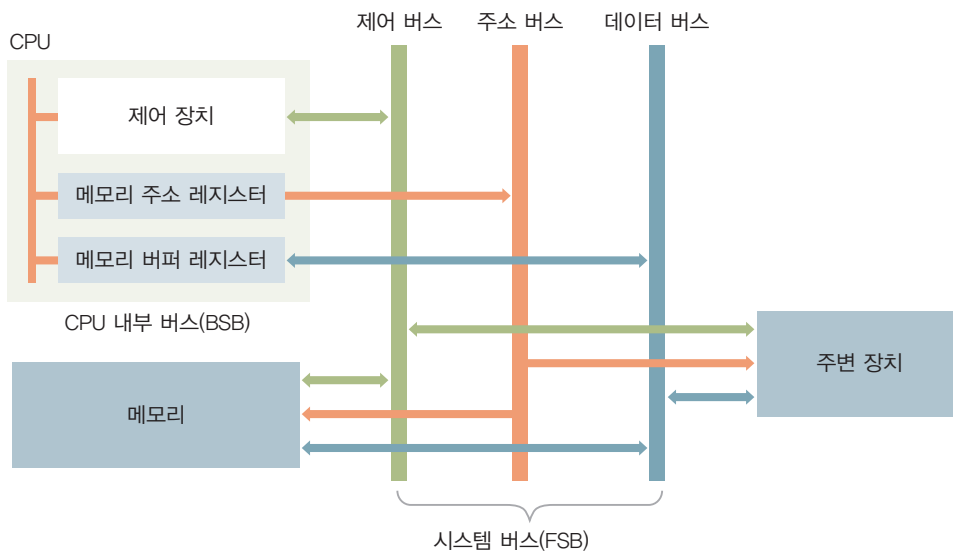 제어 버스
주소 버스
데이터 버스
CPU
제어 장치
메모리 주소 레지스터
메모리 버퍼 레지스터
CPU 내부 버스(BSB)
주변 장치
메모리
시스템 버스(FSB)